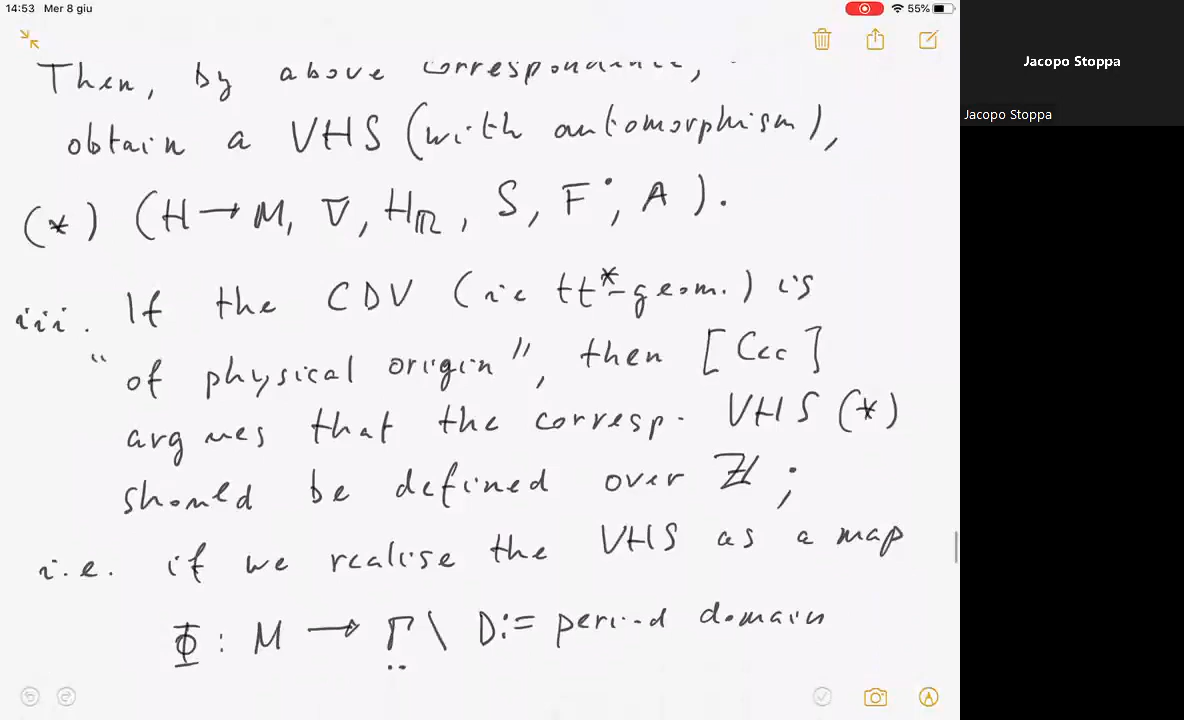 14:53 Mer 8 giu
55%
Then, by above correspondence,
obtain a VHS (with automorphism),
(*) (H → M, ∇, H_ℝ, S, F^•, A).
iii. If the CDV (ie tt*-geom.) is
"of physical origin", then [Cec]
argues that the corresp. VHS (*)
should be defined over ℤ;
i.e. if we realise the VHS as a map
Φ : M → Γ \ D := period domain
Jacopo Stoppa
Jacopo Stoppa